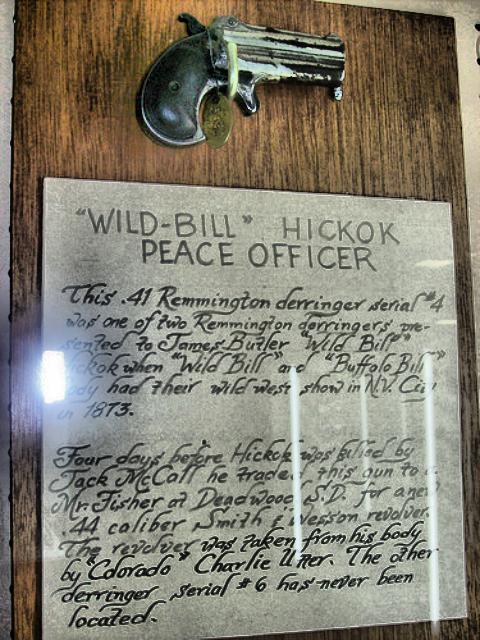 "WILD-BILL" HICKOK
PEACE OFFICER
This .41 Remmington derringer serial #4
was one of two Remmington derringers pre-
sented to James Butler "Wild Bill"
Hickok when "Wild Bill" and "Buffalo Bill"
Cody had their wild west show in N.Y. City
in 1873.
Four days before Hickok was killed by
Jack McCall he traded this gun to a
Mr. Fisher at Deadwood S.D. for a new
.44 caliber Smith & Wesson revolver.
The revolver was taken from his body
by "Colorado" Charlie Utter. The other
derringer serial #6 has never been
located.